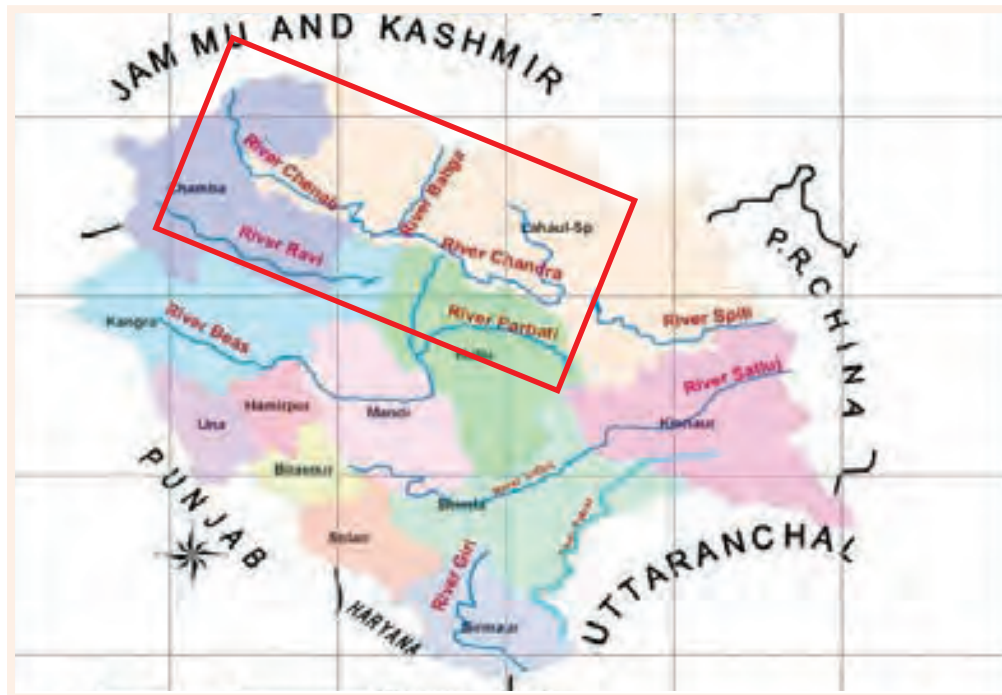 JAMMU AND KASHMIR
River Chenab
River Bahga
Chamba
Lahaul-Sp
River Ravi
River Chandra
P.R.CHINA
Kangra
River Beas
River Parbati
River Spiti
Kullu
River Satluj
Hamirpur
Mandi
Una
Kinnaur
PUNJAB
Bilaspur
Shimla
Solan
UTTARANCHAL
River Giri
HARYANA
Sirmaur